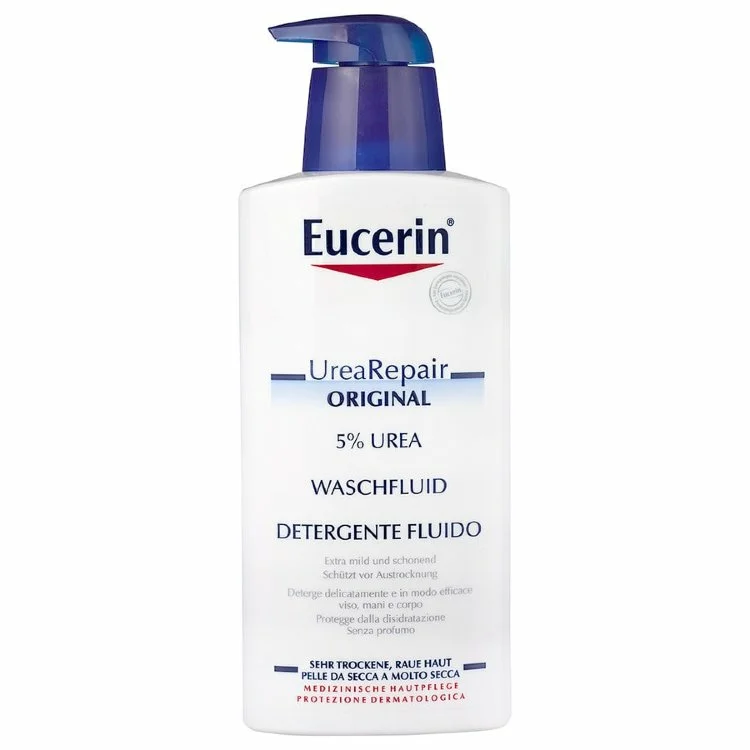 Eucerin®
Eucerin
UreaRepair
ORIGINAL
5% UREA
WASCHFLUID
DETERGENTE FLUIDO
Extra mild und schonend
Schützt vor Austrocknung
Deterge delicatamente e in modo efficace
viso, mani e corpo
Protegge dalla disidratazione
Senza profumo
SEHR TROCKENE, RAUE HAUT
PELLE DA SECCA A MOLTO SECCA
MEDIZINISCHE HAUTPFLEGE
PROTEZIONE DERMATOLOGICA